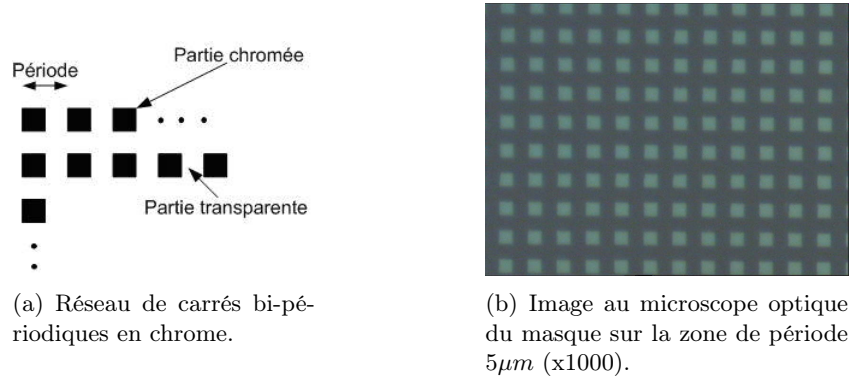 Partie chromée
Période
Partie transparente
(a) Réseau de carrés bi-pé-
riodiques en chrome.
(b) Image au microscope optique
du masque sur la zone de période
5μm (x1000).